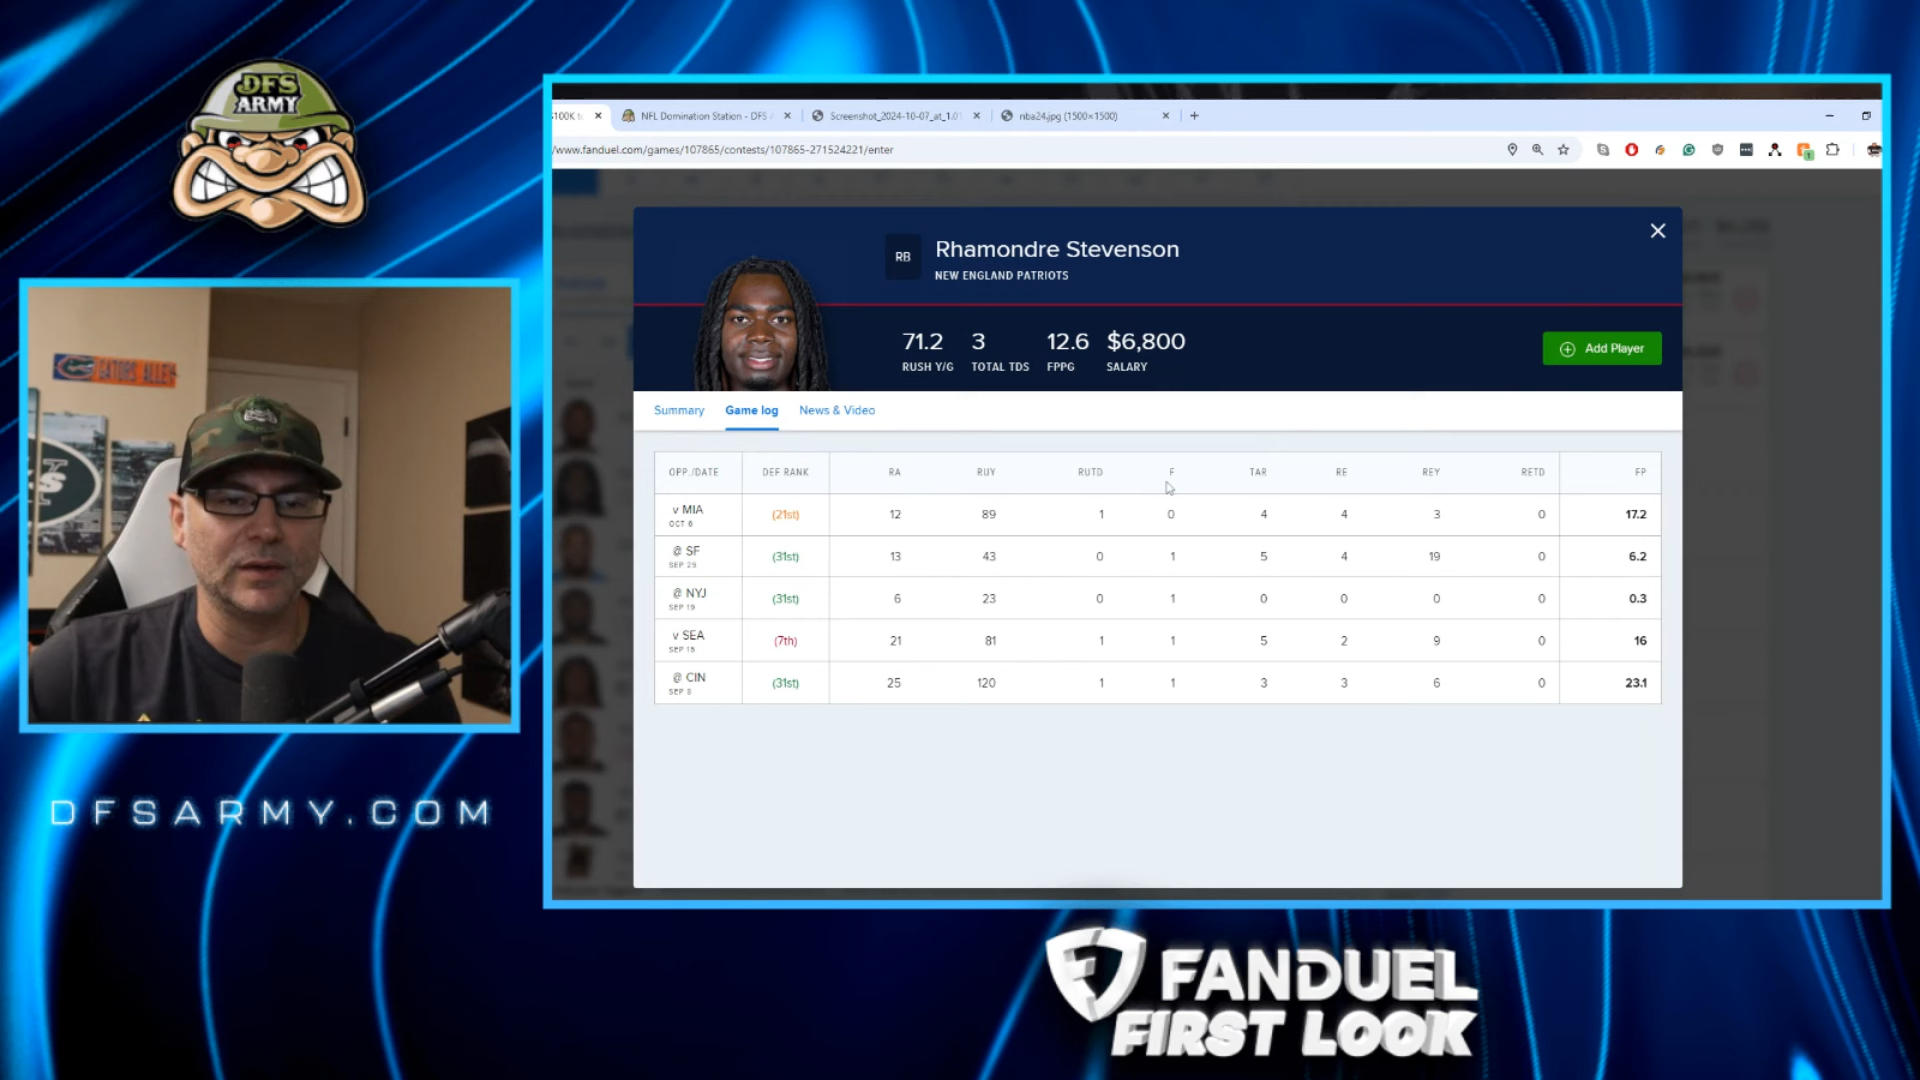 DFS
ARMY
$100K to
NFL Domination Station - DFS A
Screenshot_2024-10-07_at_1.01
nba24.jpg (1500×1500)
/www.fanduel.com/games/107865/contests/107865-271524221/enter
RB
Rhamondre Stevenson
NEW ENGLAND PATRIOTS
71.2 3 12.6 $6,800
RUSH Y/G TOTAL TDS FPPG SALARY
Add Player
Summary Game log News & Video
OPP./DATE DEF RANK RA RUY RUTD F TAR RE REY RETD FP
v MIA (21st) 12 89 1 0 4 4 3 0 17.2
OCT 6
@ SF (31st) 13 43 0 1 5 4 19 0 6.2
SEP 29
@ NYJ (31st) 6 23 0 1 0 0 0 0 0.3
SEP 19
v SEA (7th) 21 81 1 1 5 2 9 0 16
SEP 15
@ CIN (31st) 25 120 1 1 3 3 6 0 23.1
SEP 8
GATORS ALLEY
DFSARMY.COM
FANDUEL
FIRST LOOK